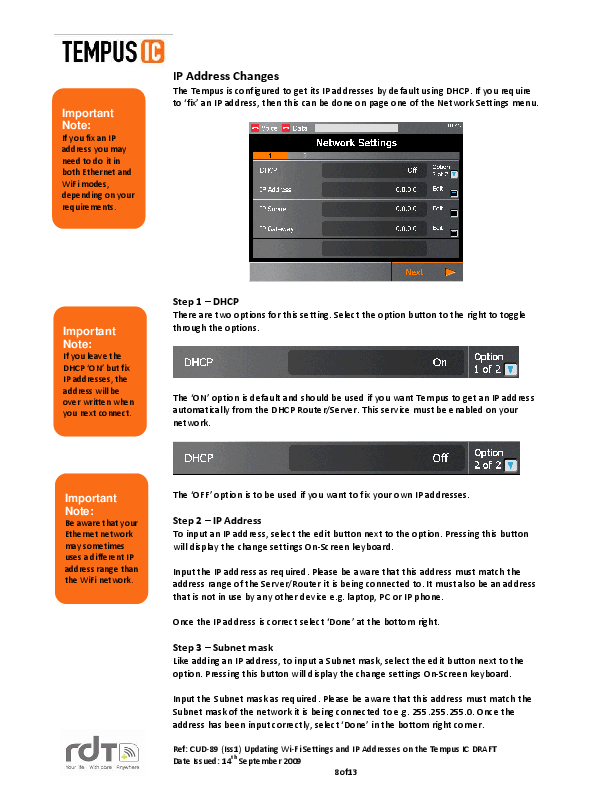 TEMPUS IC
IP Address Changes
The Tempus is configured to get its IP addresses by default using DHCP. If you require
to ‘fix’ an IP address, then this can be done on page one of the Network Settings menu.
Important
Note:
If you fix an IP
address you may
need to do it in
both Ethernet and
WiFi modes,
depending on your
requirements.
Voice Data
Network Settings
1
DHCP Off Option
2 of 2
IP Address 0.0.0.0 Edit
IP Subnet 0.0.0.0 Edit
IP Gateway 0.0.0.0 Edit
Next
Step 1 – DHCP
There are two options for this setting. Select the option button to the right to toggle
through the options.
Important
Note:
If you leave the
DHCP ‘ON’ but fix
IP addresses, the
address will be
over written when
you next connect.
DHCP On Option
1 of 2
The ‘ON’ option is default and should be used if you want Tempus to get an IP address
automatically from the DHCP Router/Server. This service must be enabled on your
network.
DHCP Off Option
2 of 2
The ‘OFF’ option is to be used if you want to fix your own IP addresses.
Important
Note:
Be aware that your
Ethernet network
may sometimes
uses a different IP
address range than
the WiFi network.
Step 2 – IP Address
To input an IP address, select the edit button next to the option. Pressing this button
will display the change settings On-Screen keyboard.
Input the IP address as required. Please be aware that this address must match the
address range of the Server/Router it is being connected to. It must also be an address
that is not in use by any other device e.g. laptop, PC or IP phone.
Once the IP address is correct select ‘Done’ at the bottom right.
Step 3 – Subnet mask
Like adding an IP address, to input a Subnet mask, select the edit button next to the
option. Pressing this button will display the change settings On-Screen keyboard.
Input the Subnet mask as required. Please be aware that this address must match the
Subnet mask of the network it is being connected to e.g. 255.255.255.0. Once the
address has been input correctly, select ‘Done’ in the bottom right corner.
rdt
Your life | With care | Anywhere
Ref: CUD-89 (Iss1) Updating Wi-Fi Settings and IP Addresses on the Tempus IC DRAFT
Date Issued: 14th September 2009
8of13